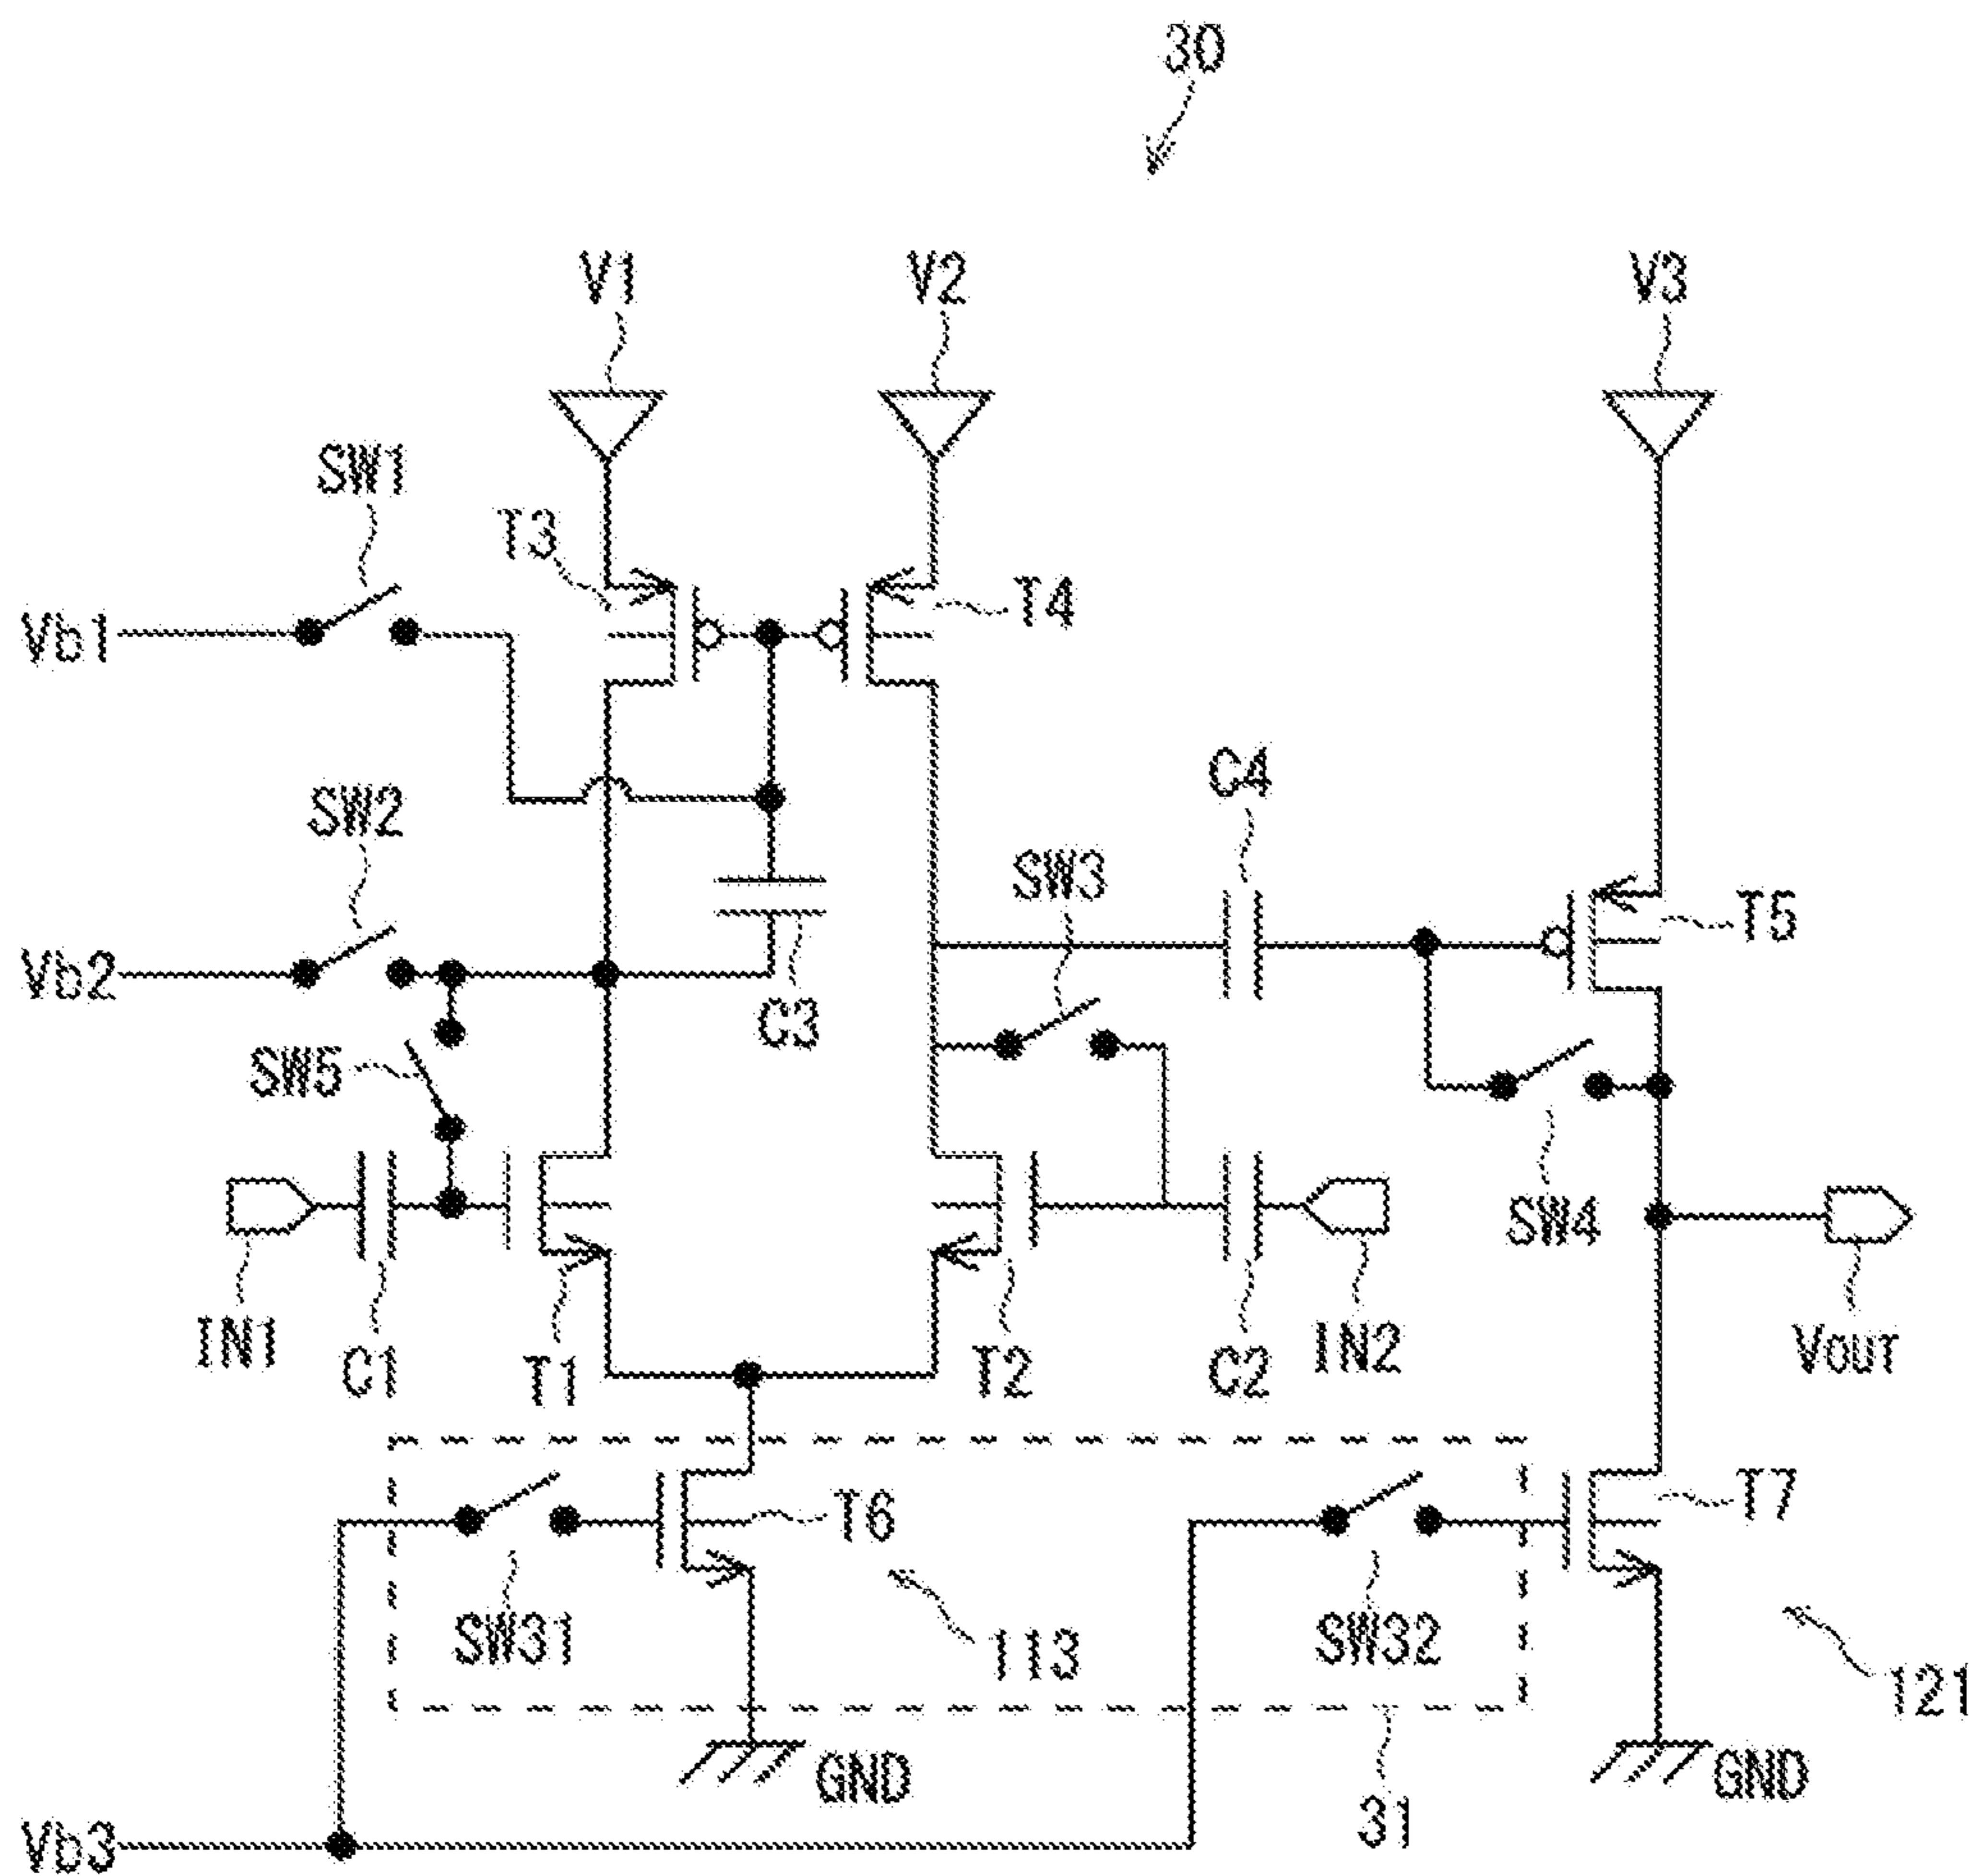 30
V1
V2
V3
SW1
T3
T4
Vb1
C4
SW2
SW3
T5
Vb2
C3
SW5
SW4
IN1
C1
T1
T2
C2
IN2
VOUT
T6
T7
SW31
113
SW32
121
GND
GND
31
Vb3